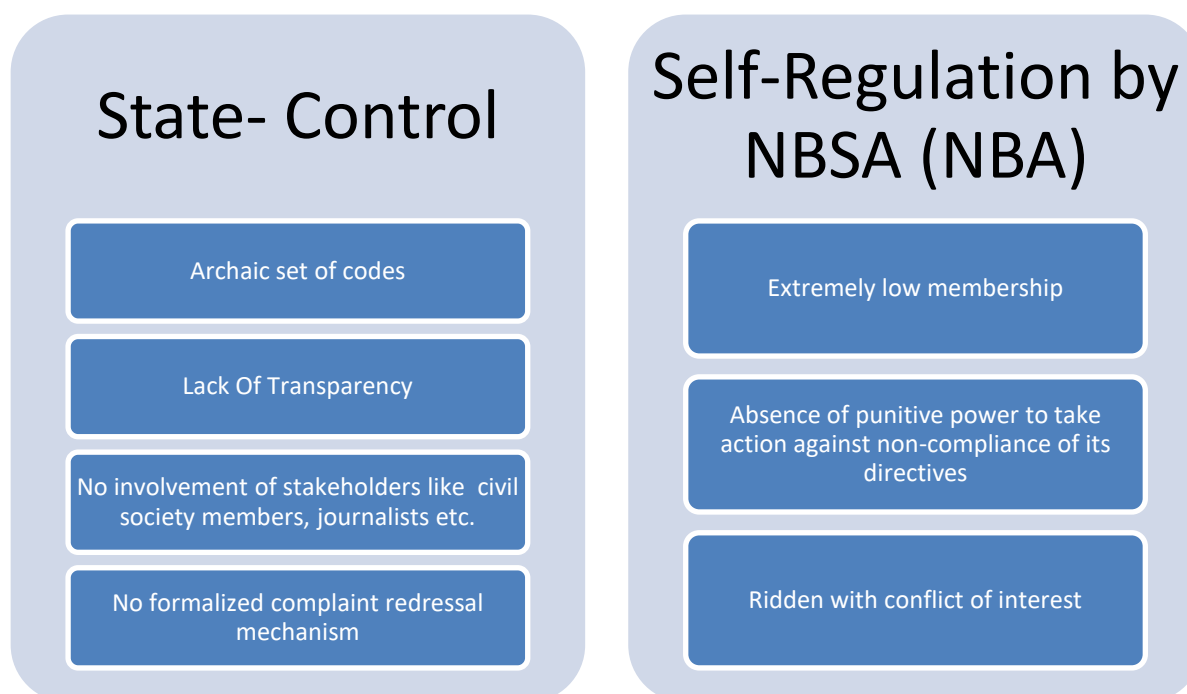 State- Control
Archaic set of codes
Lack Of Transparency
No involvement of stakeholders like  civil
society members, journalists etc.
No formalized complaint redressal
mechanism
Self-Regulation by
NBSA (NBA)
Extremely low membership
Absence of punitive power to take
action against non-compliance of its
directives
Ridden with conflict of interest